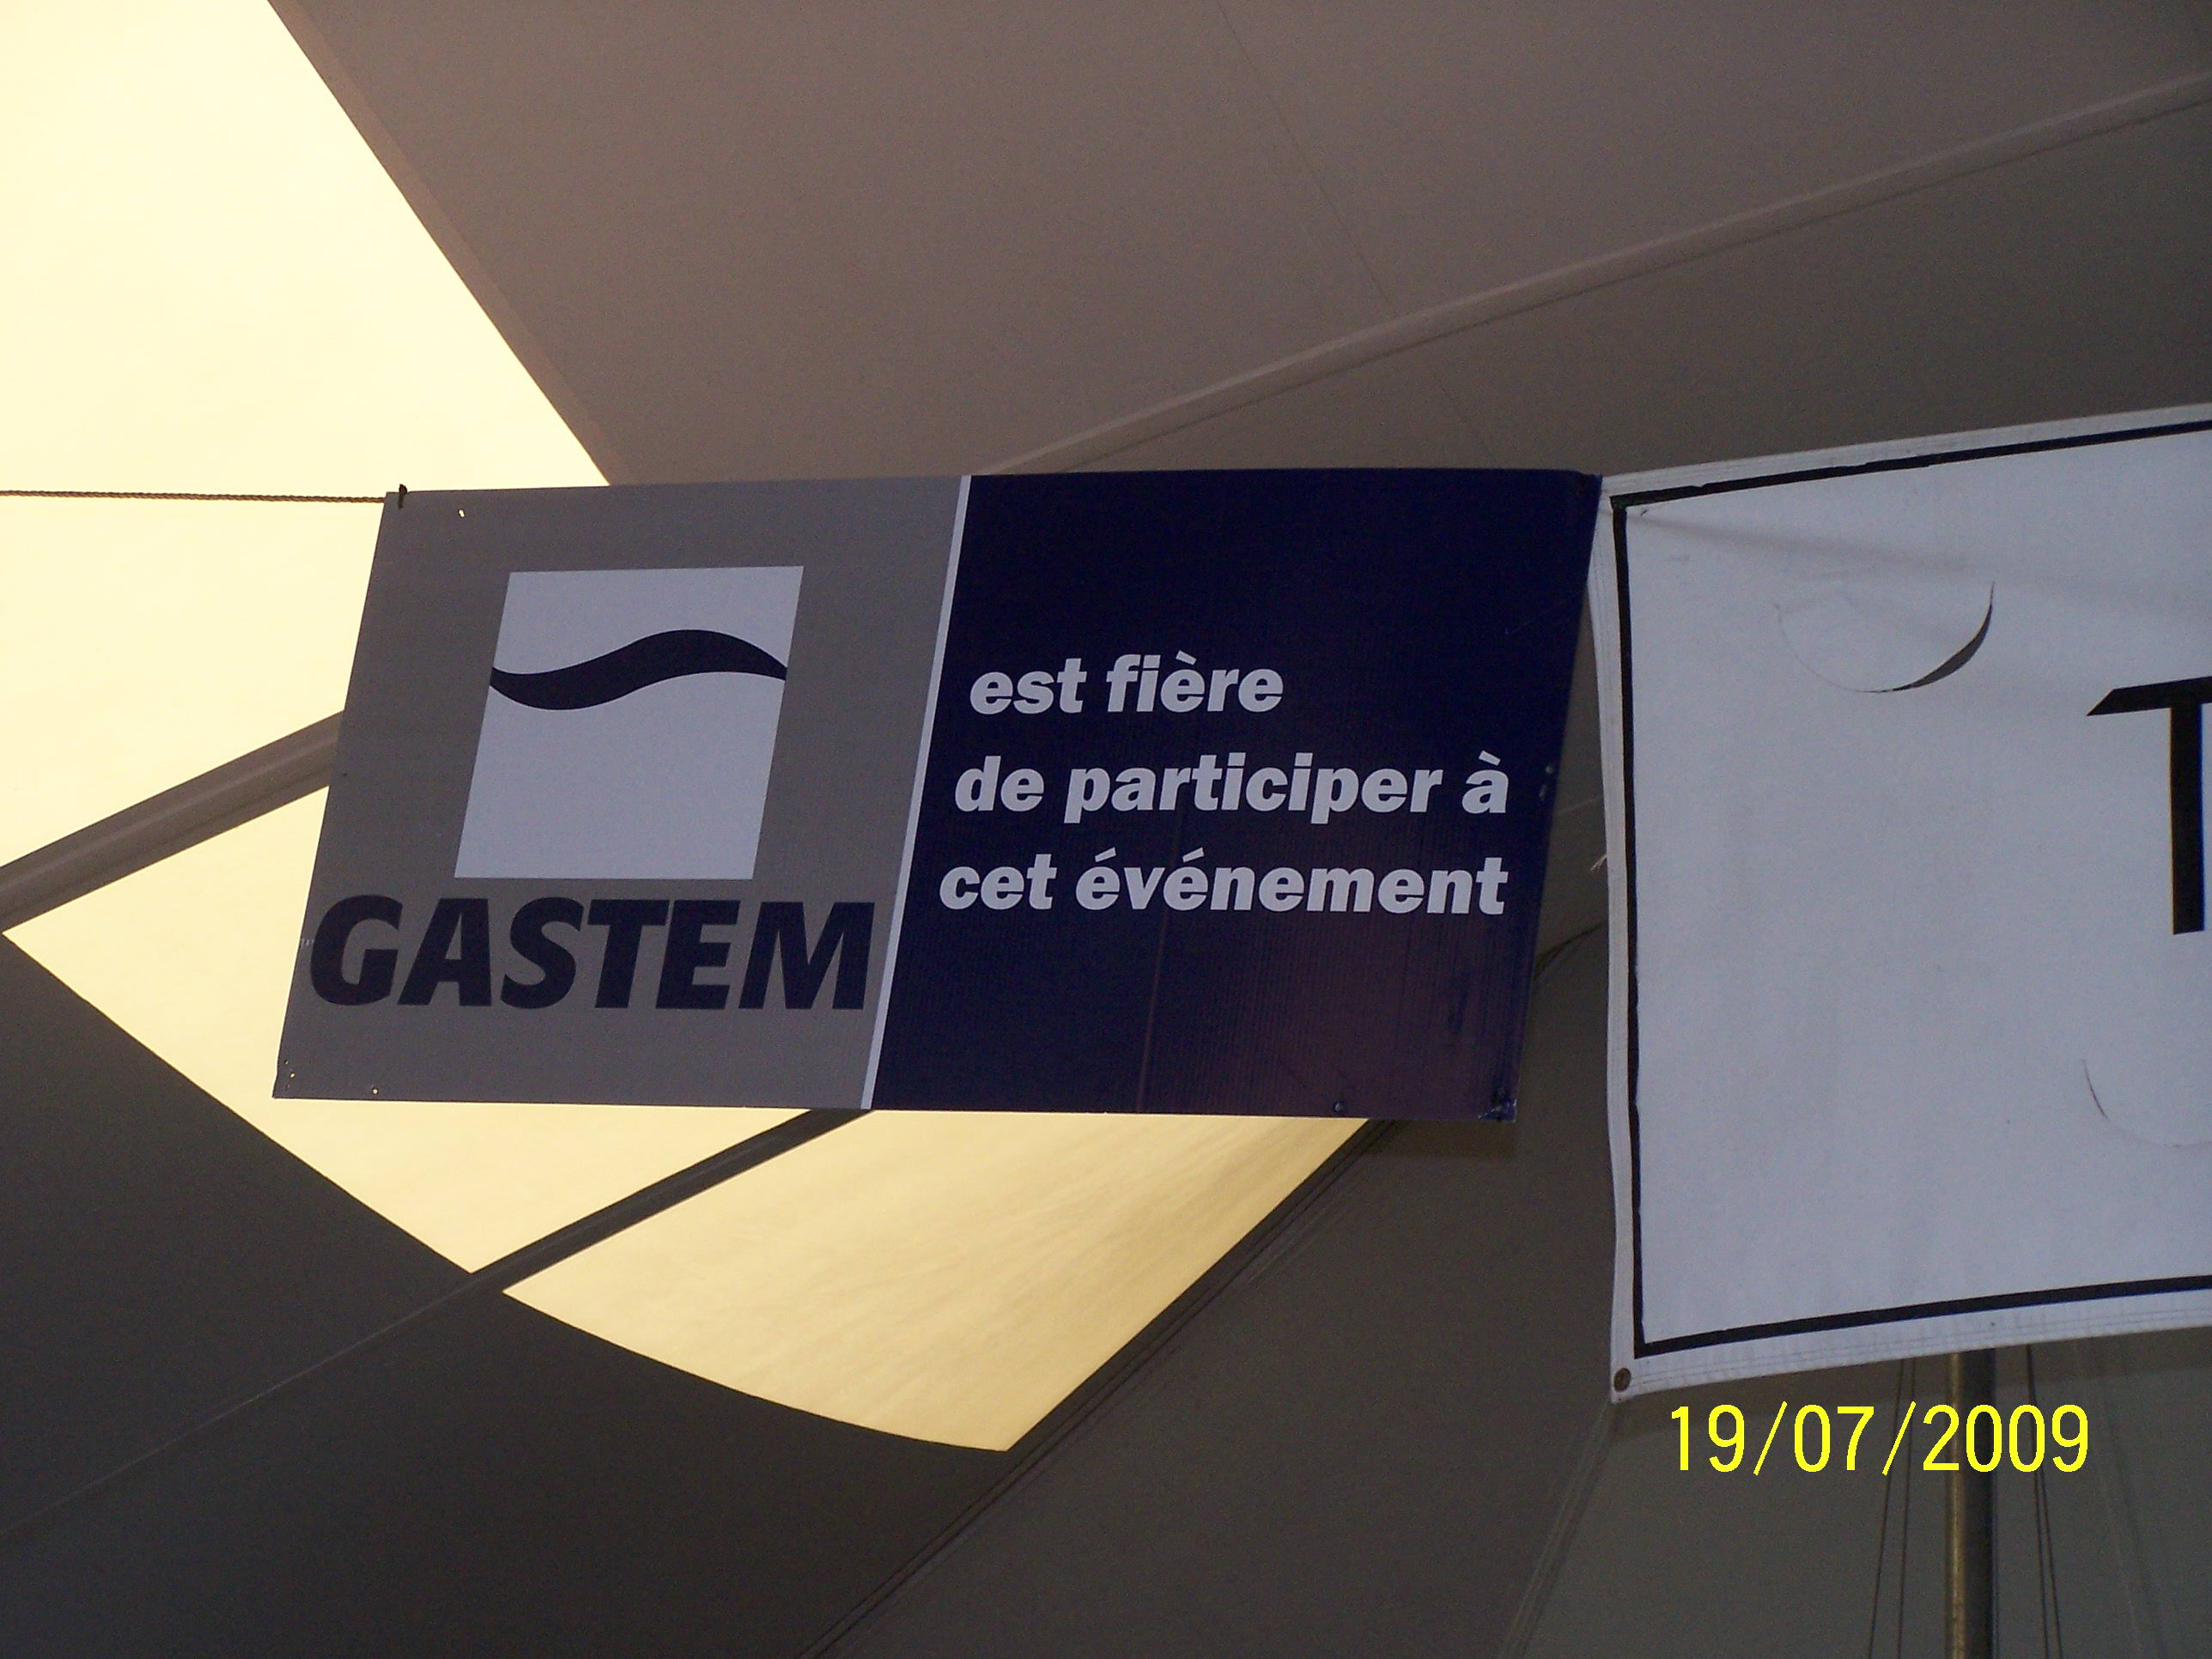 GASTEM
est fière
de participer à
cet événement
T
19/07/2009